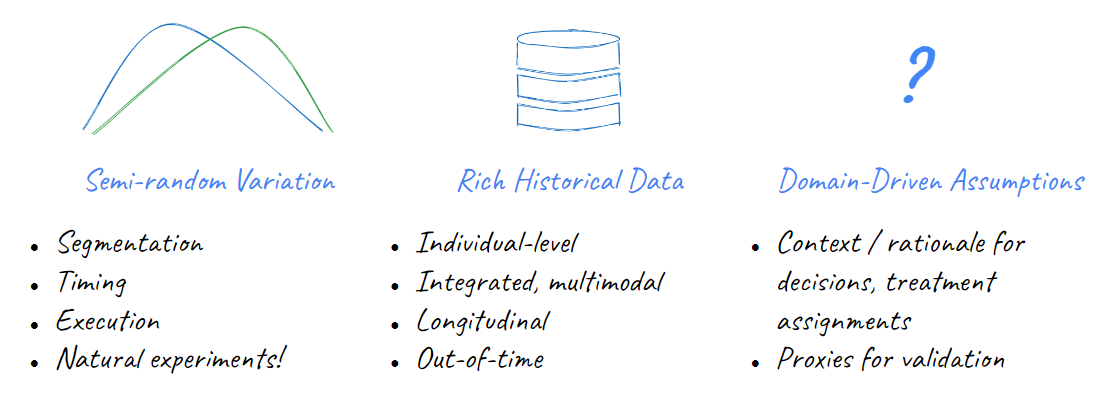 ?
Semi-random Variation
Rich Historical Data
Domain-Driven Assumptions
• Segmentation
• Timing
• Execution
• Natural experiments!
• Individual-level
• Integrated, multimodal
• Longitudinal
• Out-of-time
• Context / rationale for
decisions, treatment
assignments
• Proxies for validation